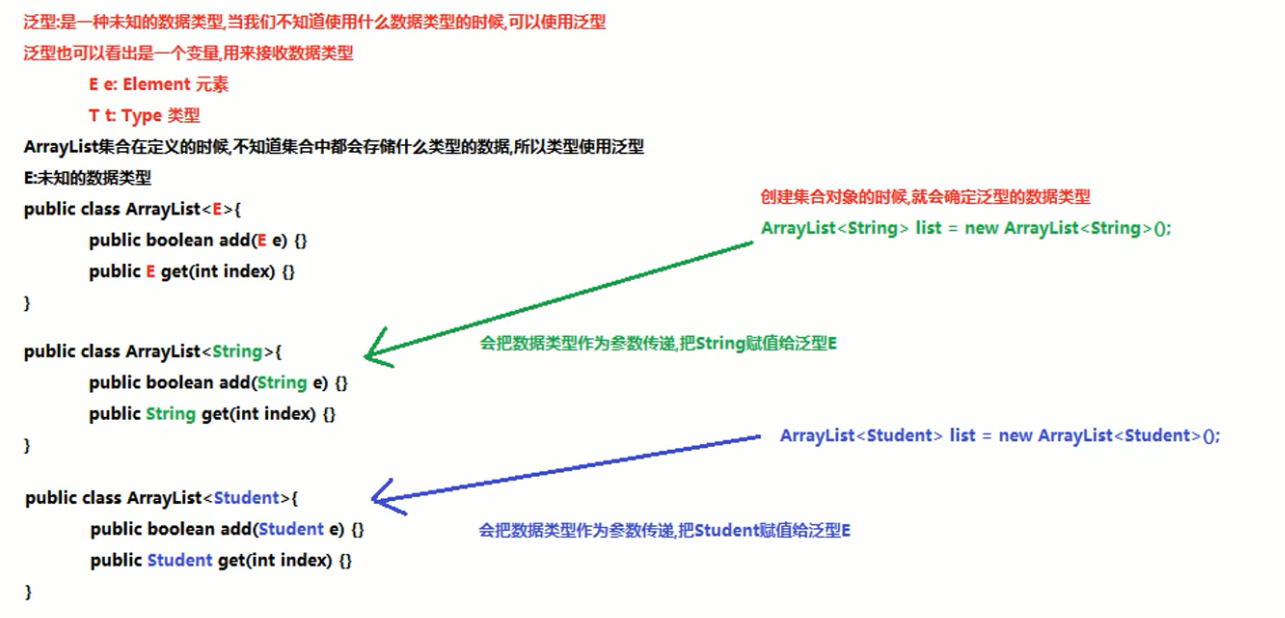 泛型:是一种未知的数据类型,当我们不知道使用什么数据类型的时候,可以使用泛型
泛型也可以看出是一个变量,用来接收数据类型
E e: Element 元素
T t: Type 类型
ArrayList集合在定义的时候,不知道集合中都会存储什么类型的数据,所以类型使用泛型
E:未知的数据类型
public class ArrayList<E>{
public boolean add(E e) {}
public E get(int index) {}
}
创建集合对象的时候,就会确定泛型的数据类型
ArrayList<String> list = new ArrayList<String>();
会把数据类型作为参数传递,把String赋值给泛型E
public class ArrayList<String>{
public boolean add(String e) {}
public String get(int index) {}
}
ArrayList<Student> list = new ArrayList<Student>();
会把数据类型作为参数传递,把Student赋值给泛型E
public class ArrayList<Student>{
public boolean add(Student e) {}
public Student get(int index) {}
}